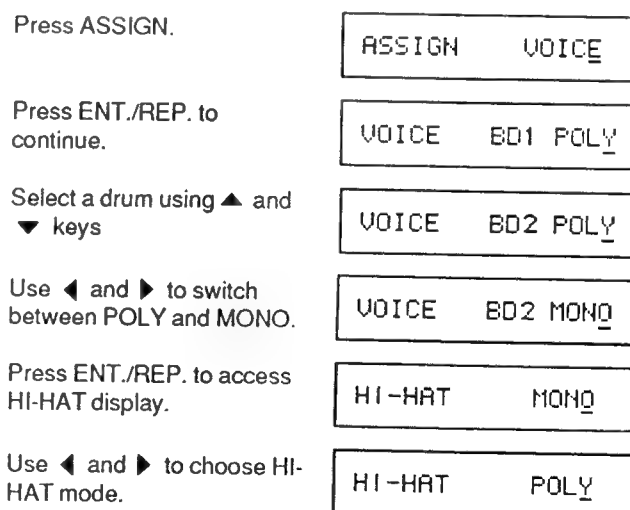 Press ASSIGN.
ASSIGN VOICE
Press ENT./REP. to
continue.
VOICE BD1 POLY
Select a drum using ▲ and
▼ keys
VOICE BD2 POLY
Use ◀ and ▶ to switch
between POLY and MONO.
VOICE BD2 MONO
Press ENT./REP. to access
HI-HAT display.
HI-HAT MONO
Use ◀ and ▶ to choose HI-
HAT mode.
HI-HAT POLY